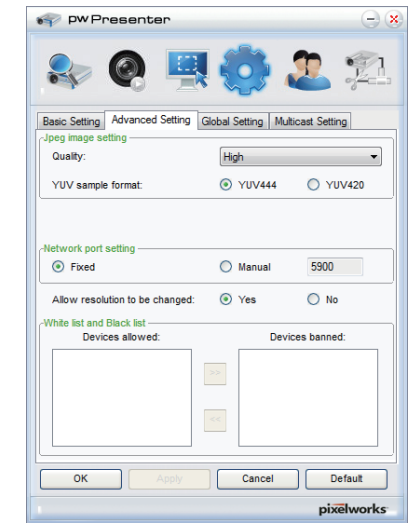 pwPresenter
Basic Setting Advanced Setting Global Setting Multicast Setting
Jpeg image setting
Quality: High
YUV sample format: YUV444 YUV420
Network port setting
Fixed Manual 5900
Allow resolution to be changed: Yes No
White list and Black list
Devices allowed: Devices banned:
>>
<<
OK Apply Cancel Default
pixelworks